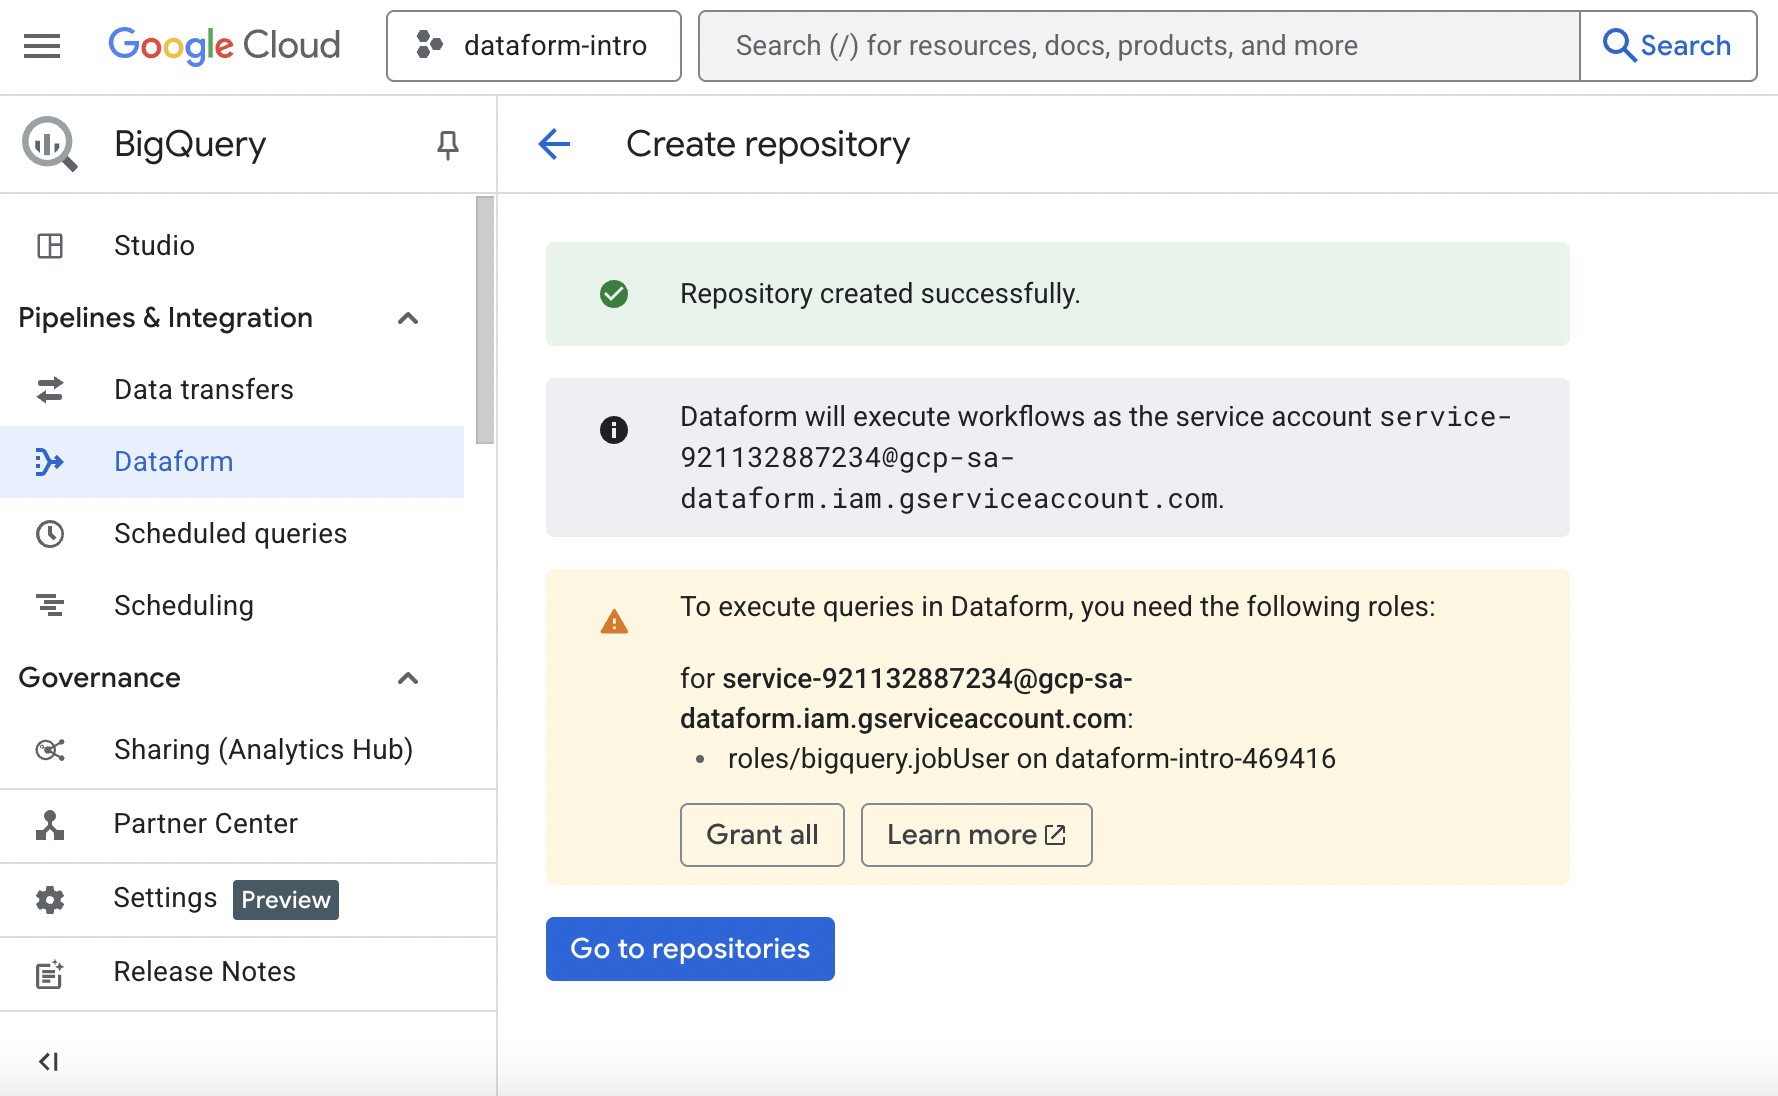 Google Cloud
dataform-intro
Search (/) for resources, docs, products, and more
Search
BigQuery
Create repository
Studio
Pipelines & Integration
Data transfers
Dataform
Scheduled queries
Scheduling
Governance
Sharing (Analytics Hub)
Partner Center
Settings Preview
Release Notes
Repository created successfully.
Dataform will execute workflows as the service account service-
921132887234@gcp-sa-
dataform.iam.gserviceaccount.com.
To execute queries in Dataform, you need the following roles:
for service-921132887234@gcp-sa-
dataform.iam.gserviceaccount.com:
• roles/bigquery.jobUser on dataform-intro-469416
Grant all
Learn more
Go to repositories